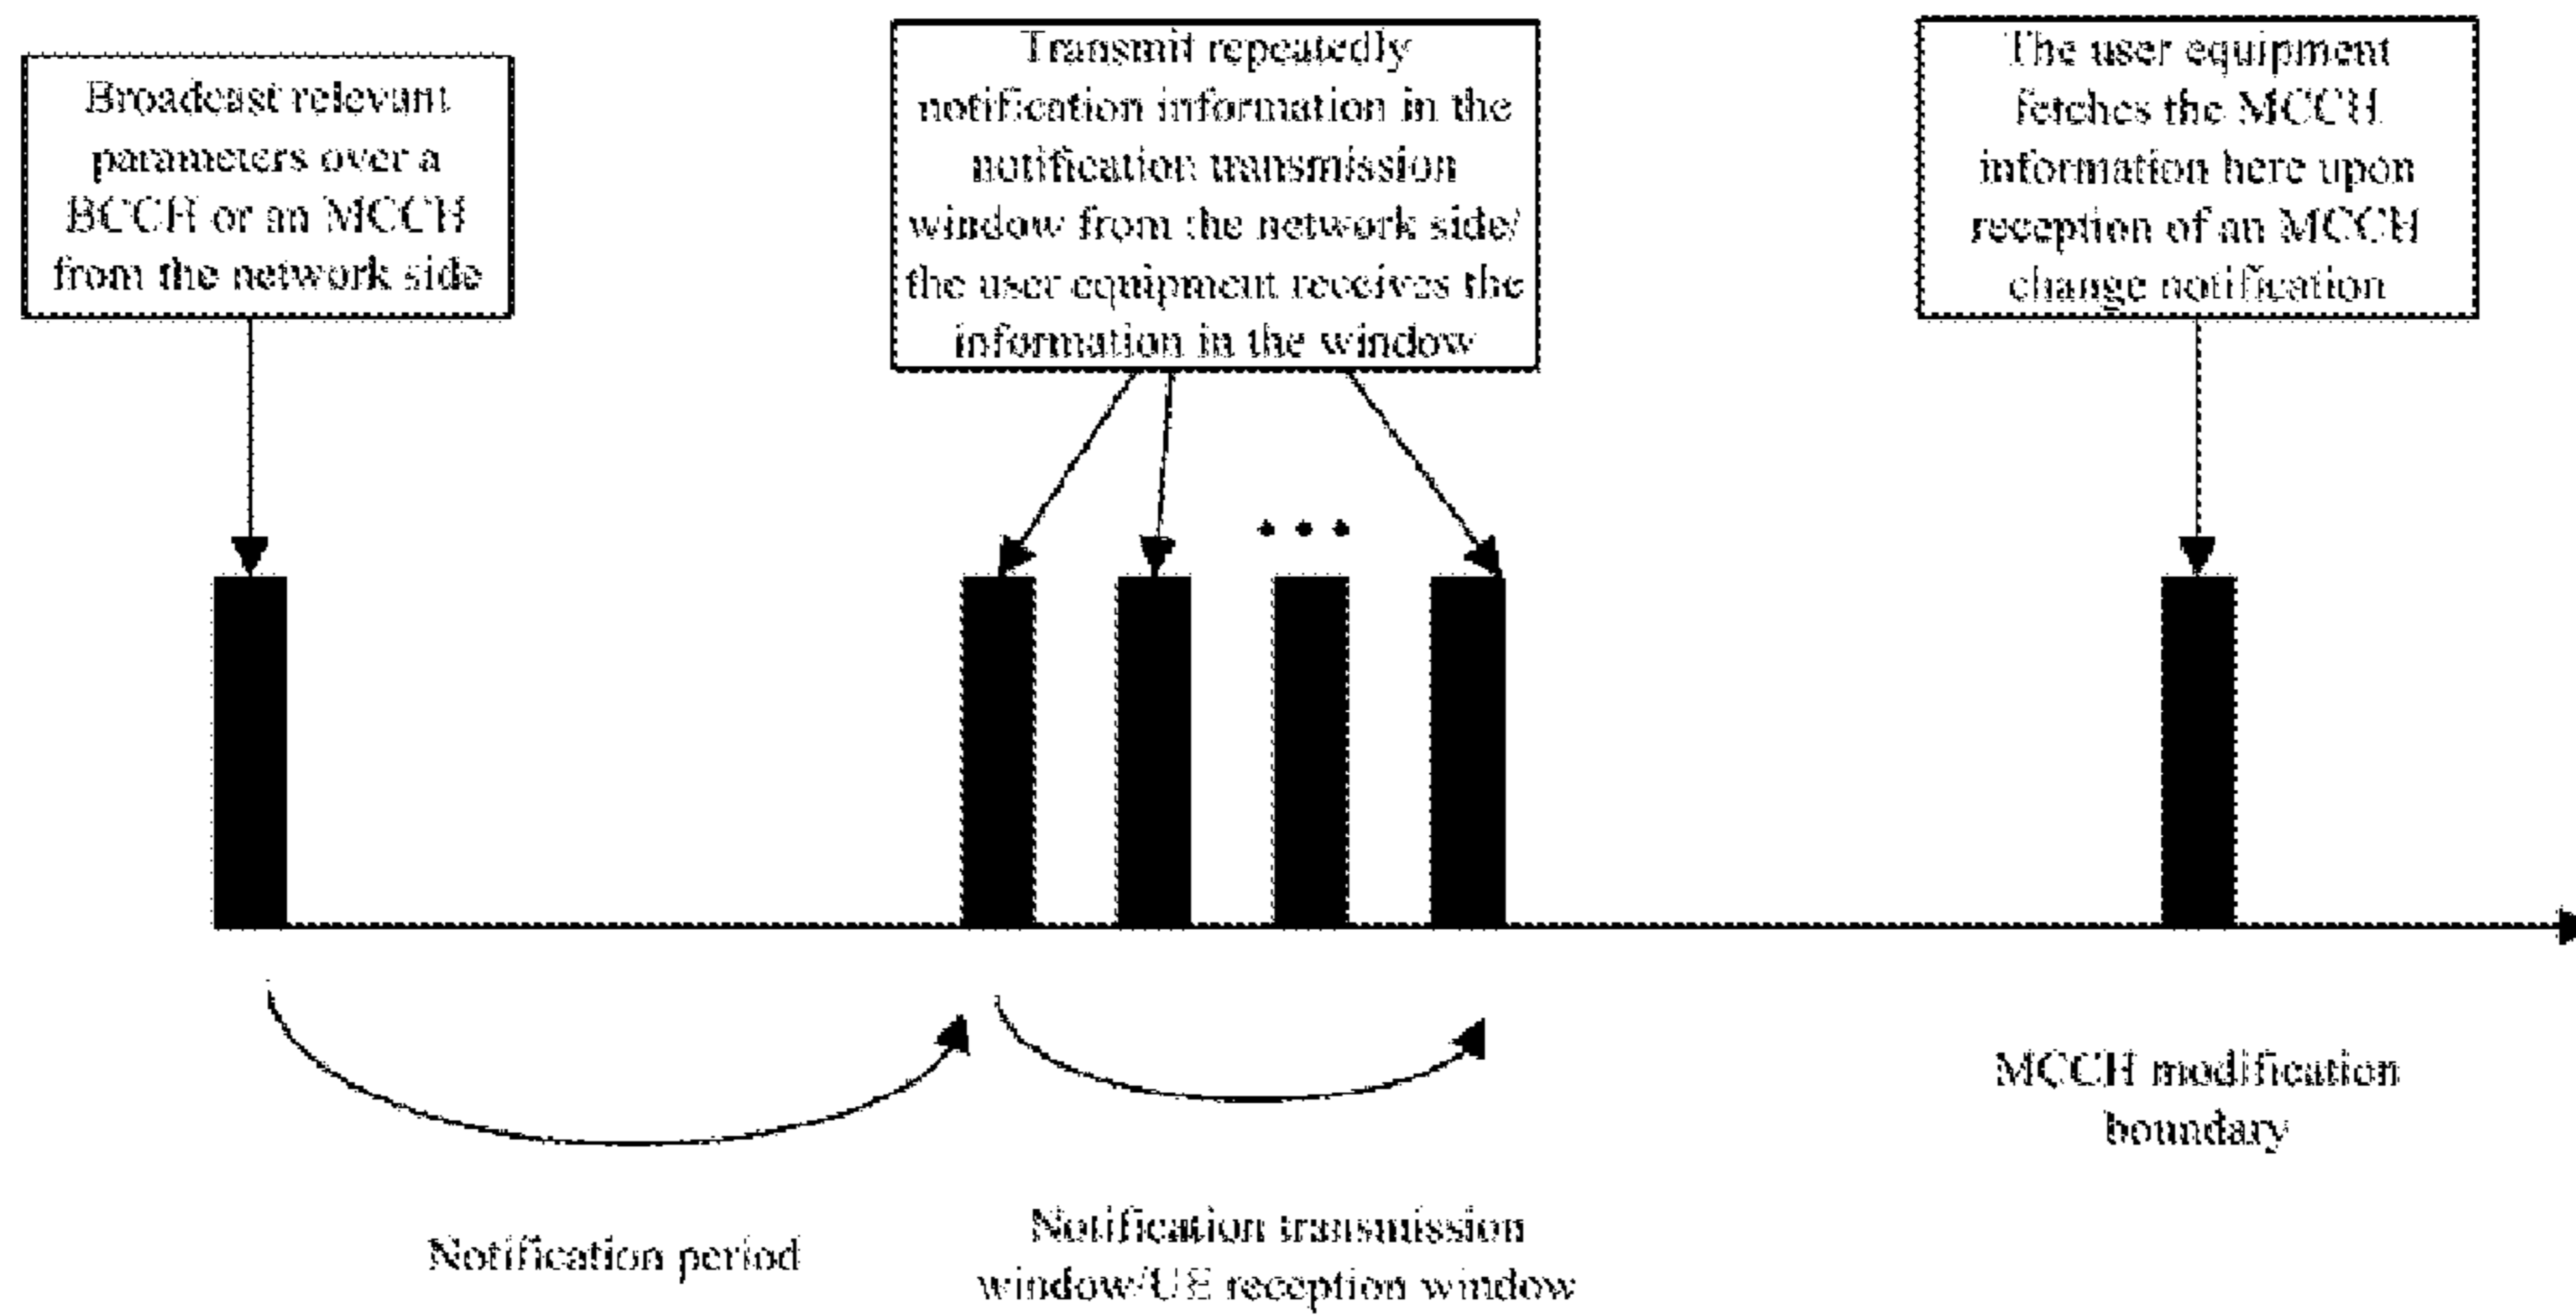 Broadcast relevant
parameters over a
BCCH or an MCCH
from the network side
Transmit repeatedly
notification information in the
notification transmission
window from the network side/
the user equipment receives the
information in the window
The user equipment
fetches the MCCH
information here upon
reception of an MCCH
change notification
Notification period
Notification transmission
window/UE reception window
MCCH modification
boundary